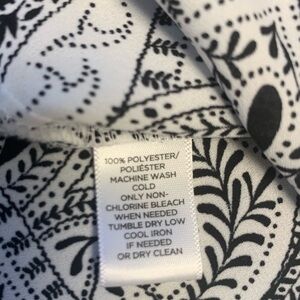 100% POLYESTER/
POLIÉSTER
MACHINE WASH
COLD
ONLY NON-
CHLORINE BLEACH
WHEN NEEDED
TUMBLE DRY LOW
COOL IRON
IF NEEDED
OR DRY CLEAN